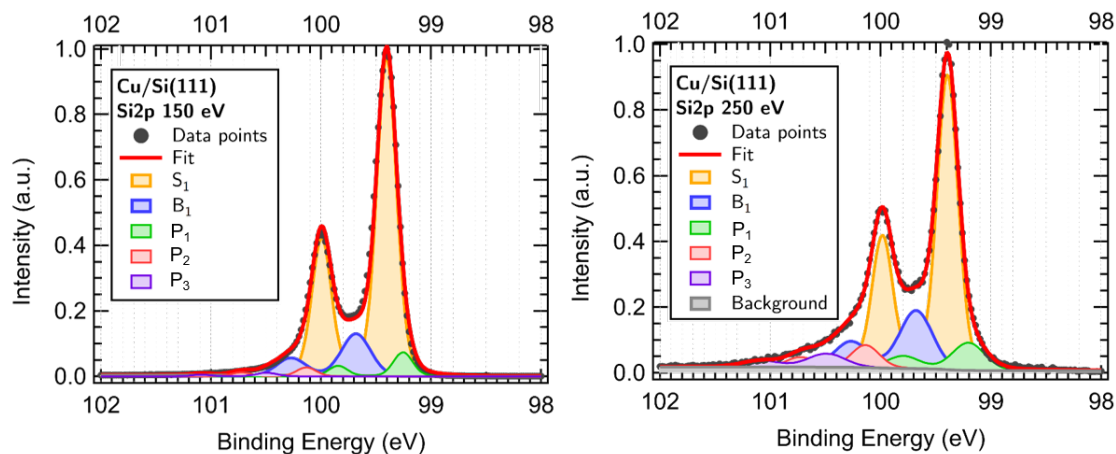 102 101 100 99 98
1.0
0.8
0.6
0.4
0.2
0.0
Intensity (a.u.)
Cu/Si(111)
Si2p 150 eV
Data points
Fit
S₁
B₁
P₁
P₂
P₃
102 101 100 99 98
Binding Energy (eV)
102 101 100 99 98
1.0
0.8
0.6
0.4
0.2
0.0
Intensity (a.u.)
Cu/Si(111)
Si2p 250 eV
Data points
Fit
S₁
B₁
P₁
P₂
P₃
Background
102 101 100 99 98
Binding Energy (eV)